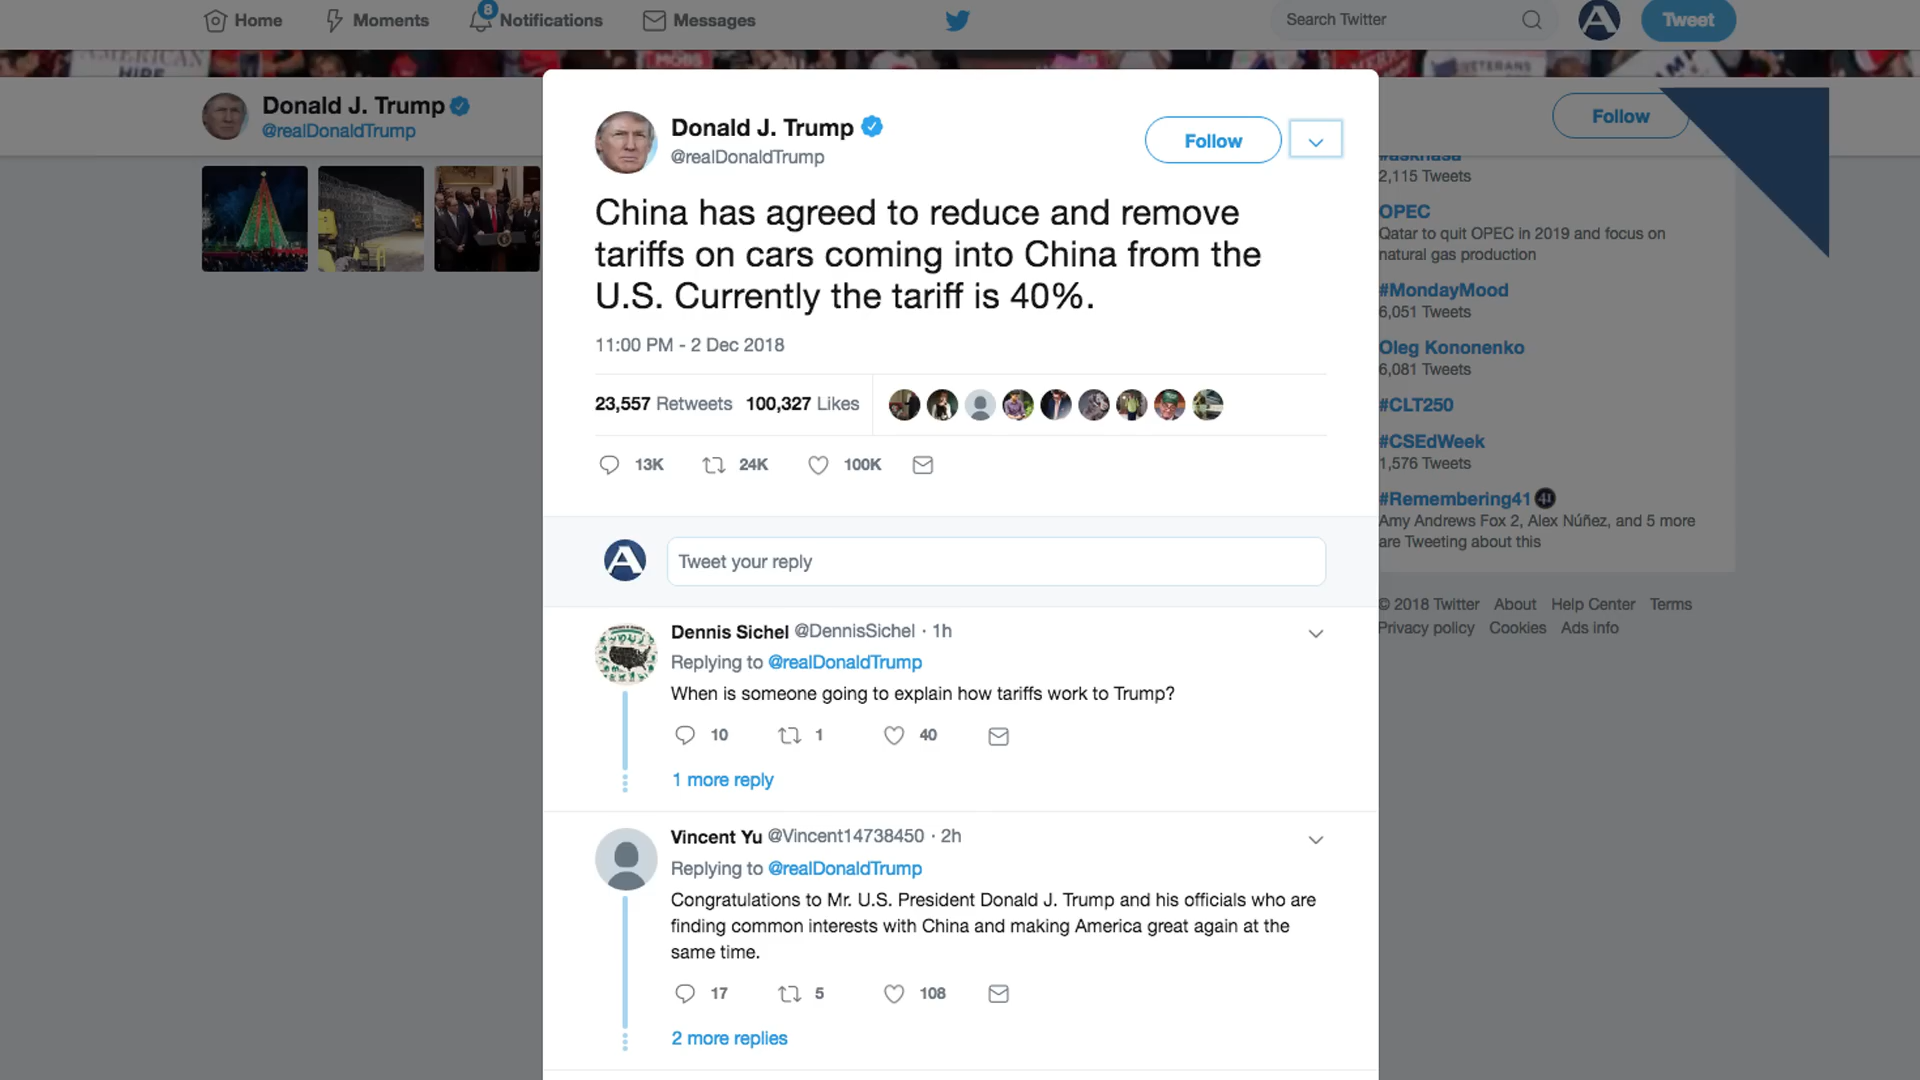 Home
Moments
8
Notifications
Messages
Search Twitter
Tweet
AMERICAN
HIRE
MOBS
VETERANS
Donald J. Trump
@realDonaldTrump
Follow
Donald J. Trump
@realDonaldTrump
Follow
China has agreed to reduce and remove
tariffs on cars coming into China from the
U.S. Currently the tariff is 40%.
11:00 PM - 2 Dec 2018
23,557 Retweets 100,327 Likes
13K 24K 100K
Tweet your reply
Dennis Sichel @DennisSichel · 1h
Replying to @realDonaldTrump
When is someone going to explain how tariffs work to Trump?
10 1 40
1 more reply
Vincent Yu @Vincent14738450 · 2h
Replying to @realDonaldTrump
Congratulations to Mr. U.S. President Donald J. Trump and his officials who are
finding common interests with China and making America great again at the
same time.
17 5 108
2 more replies
#asknasa
2,115 Tweets
OPEC
Qatar to quit OPEC in 2019 and focus on
natural gas production
#MondayMood
6,051 Tweets
Oleg Kononenko
6,081 Tweets
#CLT250
#CSEdWeek
1,576 Tweets
#Remembering41 41
Amy Andrews Fox 2, Alex Núñez, and 5 more
are Tweeting about this
© 2018 Twitter About Help Center Terms
Privacy policy Cookies Ads info